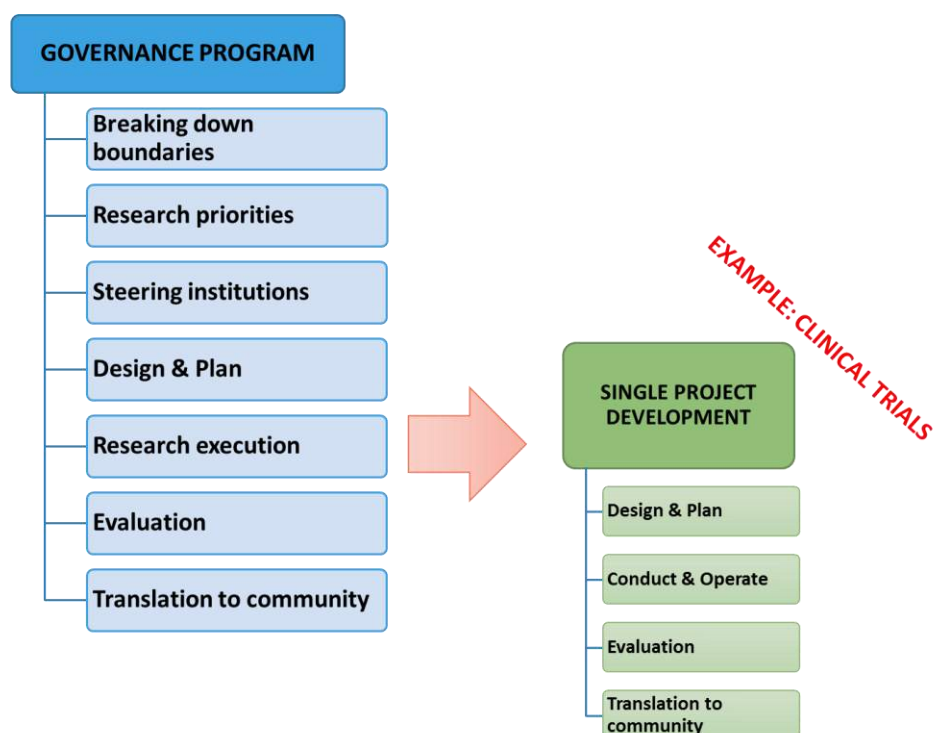 GOVERNANCE PROGRAM
Breaking down
boundaries
Research priorities
Steering institutions
Design & Plan
Research execution
Evaluation
Translation to community
EXAMPLE: CLINICAL TRIALS
SINGLE PROJECT
DEVELOPMENT
Design & Plan
Conduct & Operate
Evaluation
Translation to
community